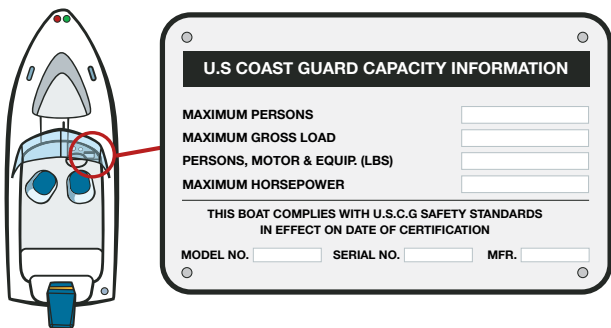 U.S COAST GUARD CAPACITY INFORMATION
MAXIMUM PERSONS
MAXIMUM GROSS LOAD
PERSONS, MOTOR & EQUIP. (LBS)
MAXIMUM HORSEPOWER
THIS BOAT COMPLIES WITH U.S.C.G SAFETY STANDARDS
IN EFFECT ON DATE OF CERTIFICATION
MODEL NO. SERIAL NO. MFR.